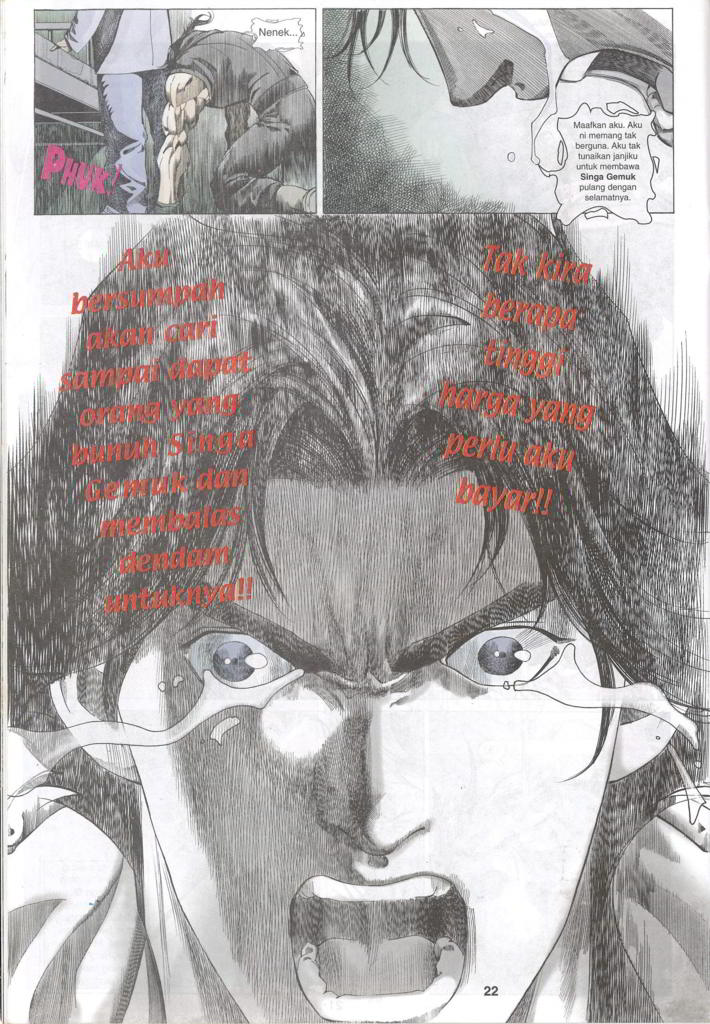 Nenek...
PHUK!
Maafkan aku. Aku
ni memang tak
berguna. Aku tak
tunaikan janjiku
untuk membawa
Singa Gemuk
pulang dengan
selamatnya.
Aku
bersumpah
akan cari
sampai dapat
orang yang
bunuh Singa
Gemuk dan
membalas
dendam
untuknya!!
Tak kira
berapa
tinggi
harga yang
perlu aku
bayar!!
22